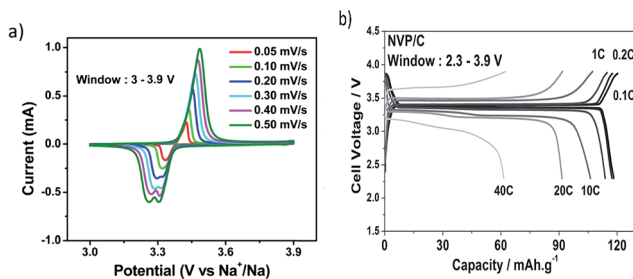 a)
Current (mA)
1.0
0.5
0.0
-0.5
-1.0
Window : 3 - 3.9 V
0.05 mV/s
0.10 mV/s
0.20 mV/s
0.30 mV/s
0.40 mV/s
0.50 mV/s
3.0 3.3 3.6 3.9
Potential (V vs Na⁺/Na)
b)
Cell Voltage / V
4.5
4.0
3.5
3.0
2.5
2.0
NVP/C
Window : 2.3 - 3.9 V
1C 0.2C
0.1C
40C 20C 10C
0 30 60 90 120
Capacity / mAh.g⁻¹